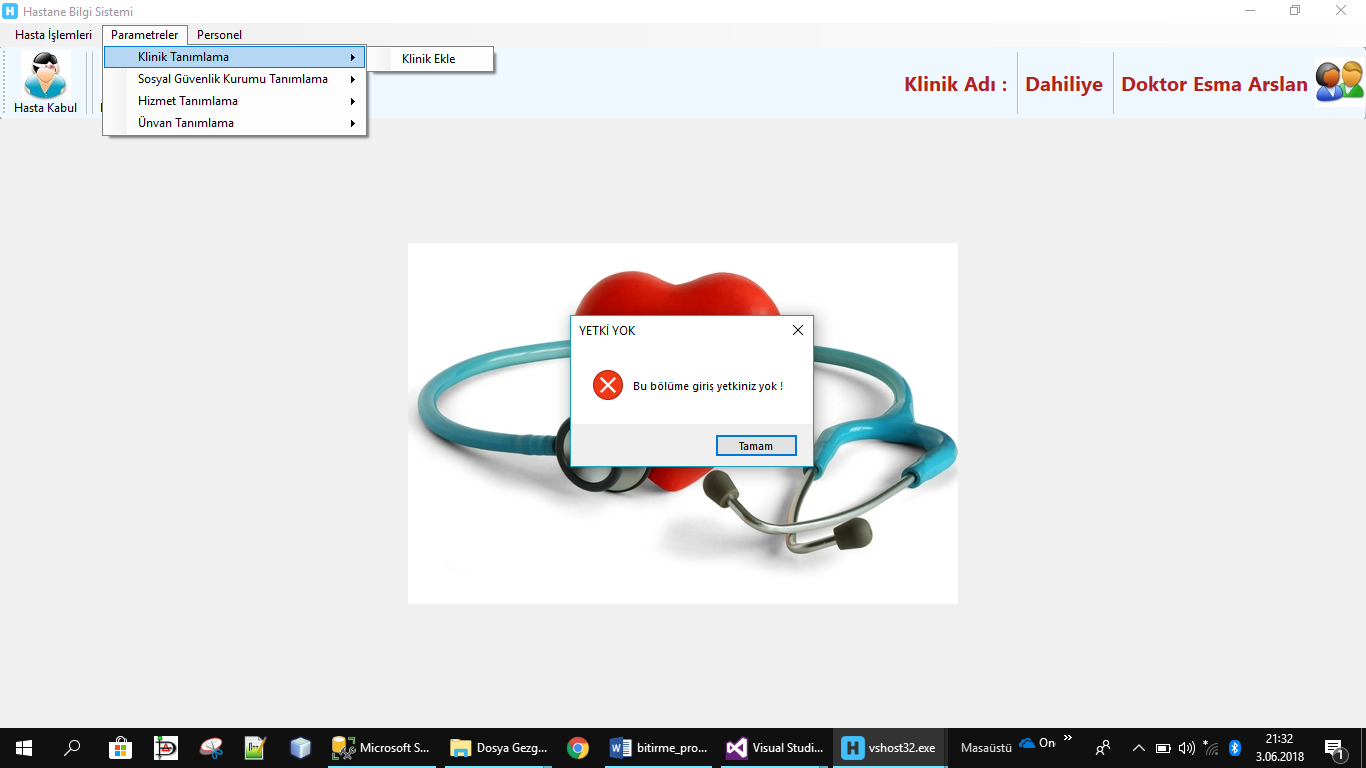 Hastane Bilgi Sistemi
Hasta İşlemleri Parametreler Personel
Klinik Tanımlama
Klinik Ekle
Sosyal Güvenlik Kurumu Tanımlama
Hizmet Tanımlama
Ünvan Tanımlama
Hasta Kabul
Klinik Adı : Dahiliye Doktor Esma Arslan
YETKİ YOK
Bu bölüme giriş yetkiniz yok !
Tamam
Microsoft S... Dosya Gezg... bitirme_pro... Visual Studi... vshost32.exe Masaüstü On
21:32
3.06.2018
1